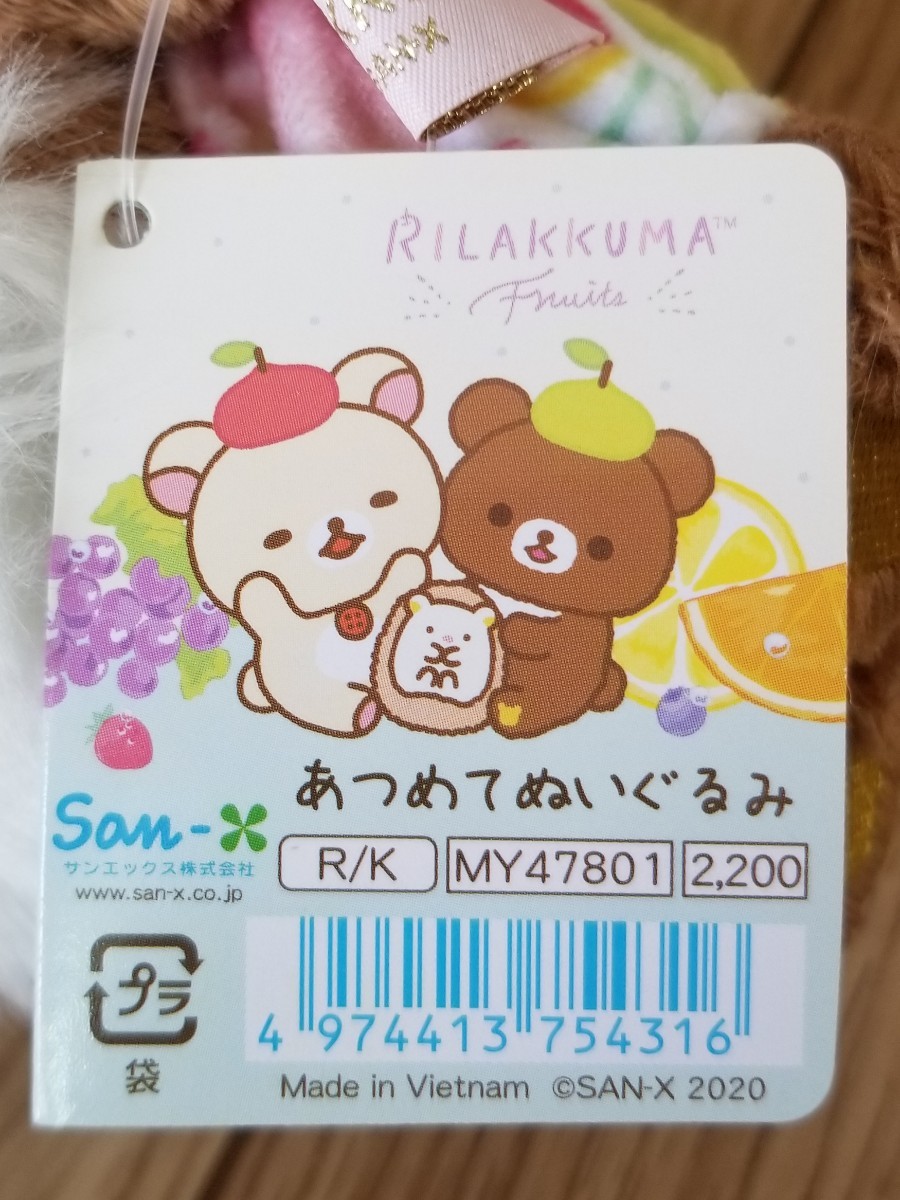 RILAKKUMA™
Fruits
あつめてぬいぐるみ
San-X
サンエックス株式会社
www.san-x.co.jp
R/K
MY47801
2,200
プラ
袋
4 974413 754316
Made in Vietnam ©SAN-X 2020